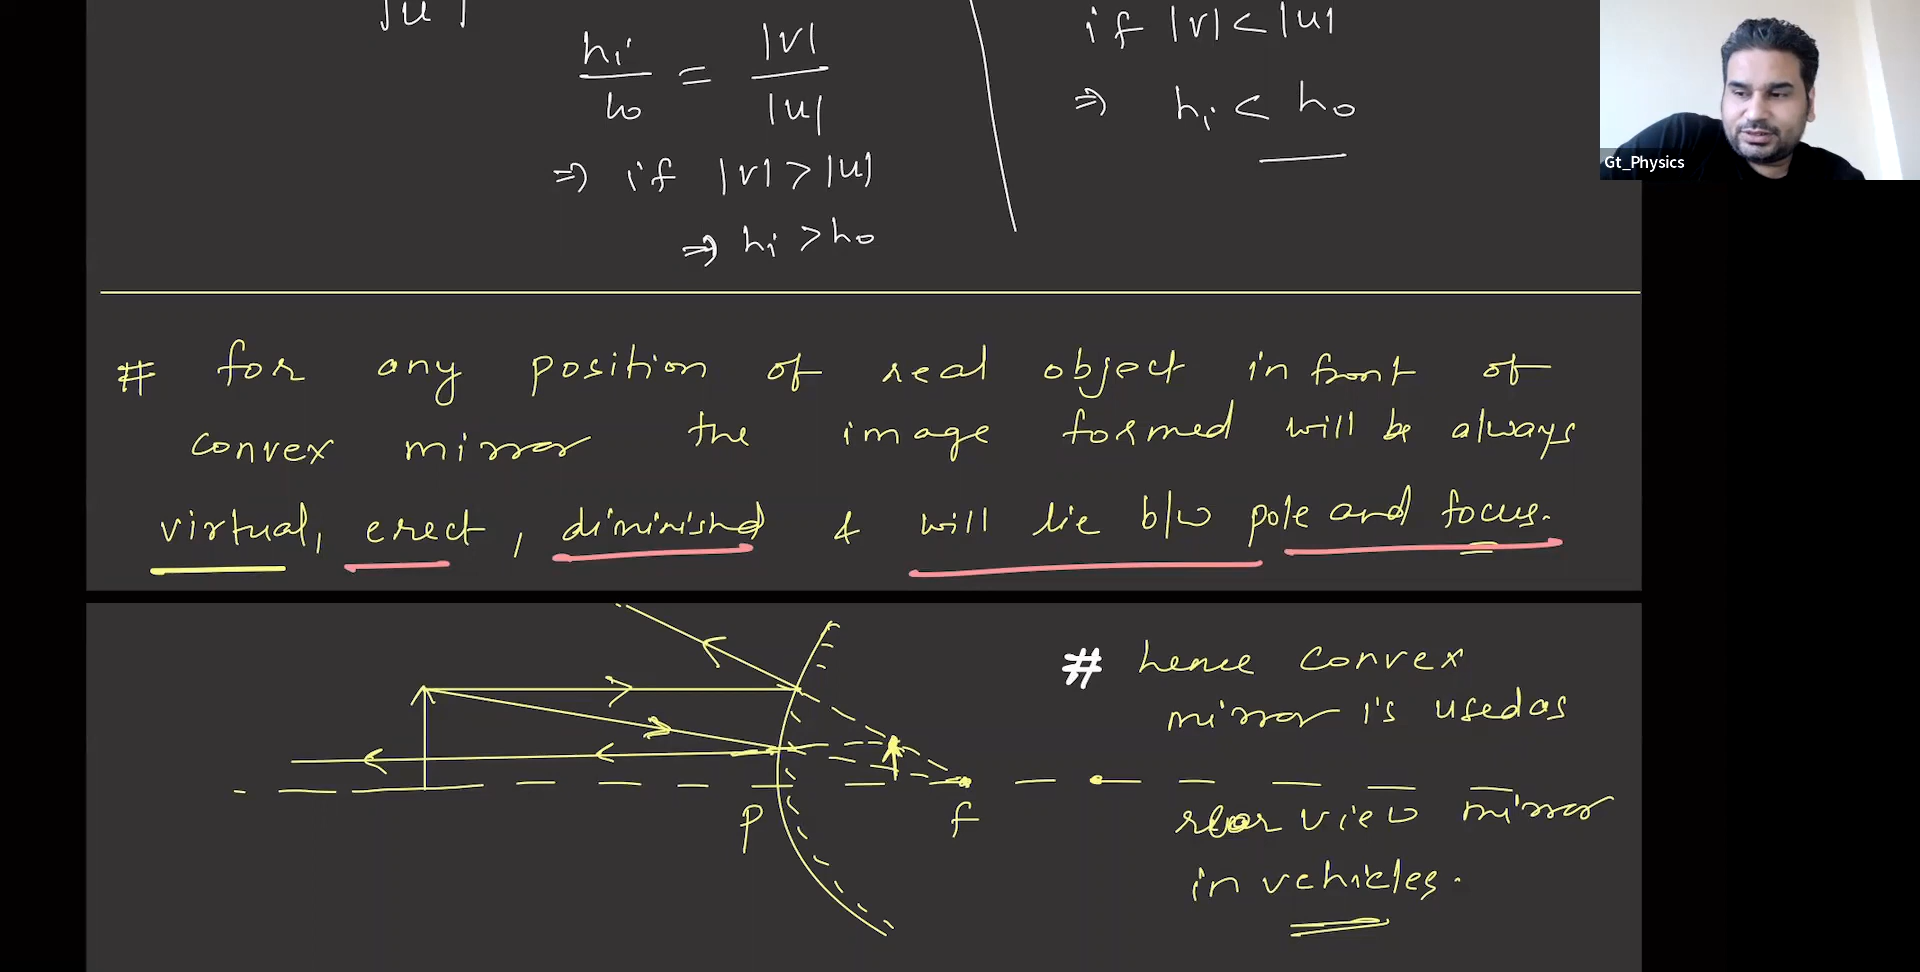 |u|
hi/ho = |v|/|u|
⇒ if |v| > |u|
⇒ hi > ho
if |v| < |u|
⇒ hi < ho
Gt_Physics
# for any position of real object in front of
convex mirror the image formed will be always
virtual, erect, diminished & will lie b/w pole and focus.
# hence convex
mirror is used as
rear view mirror
in vehicles.
P
f